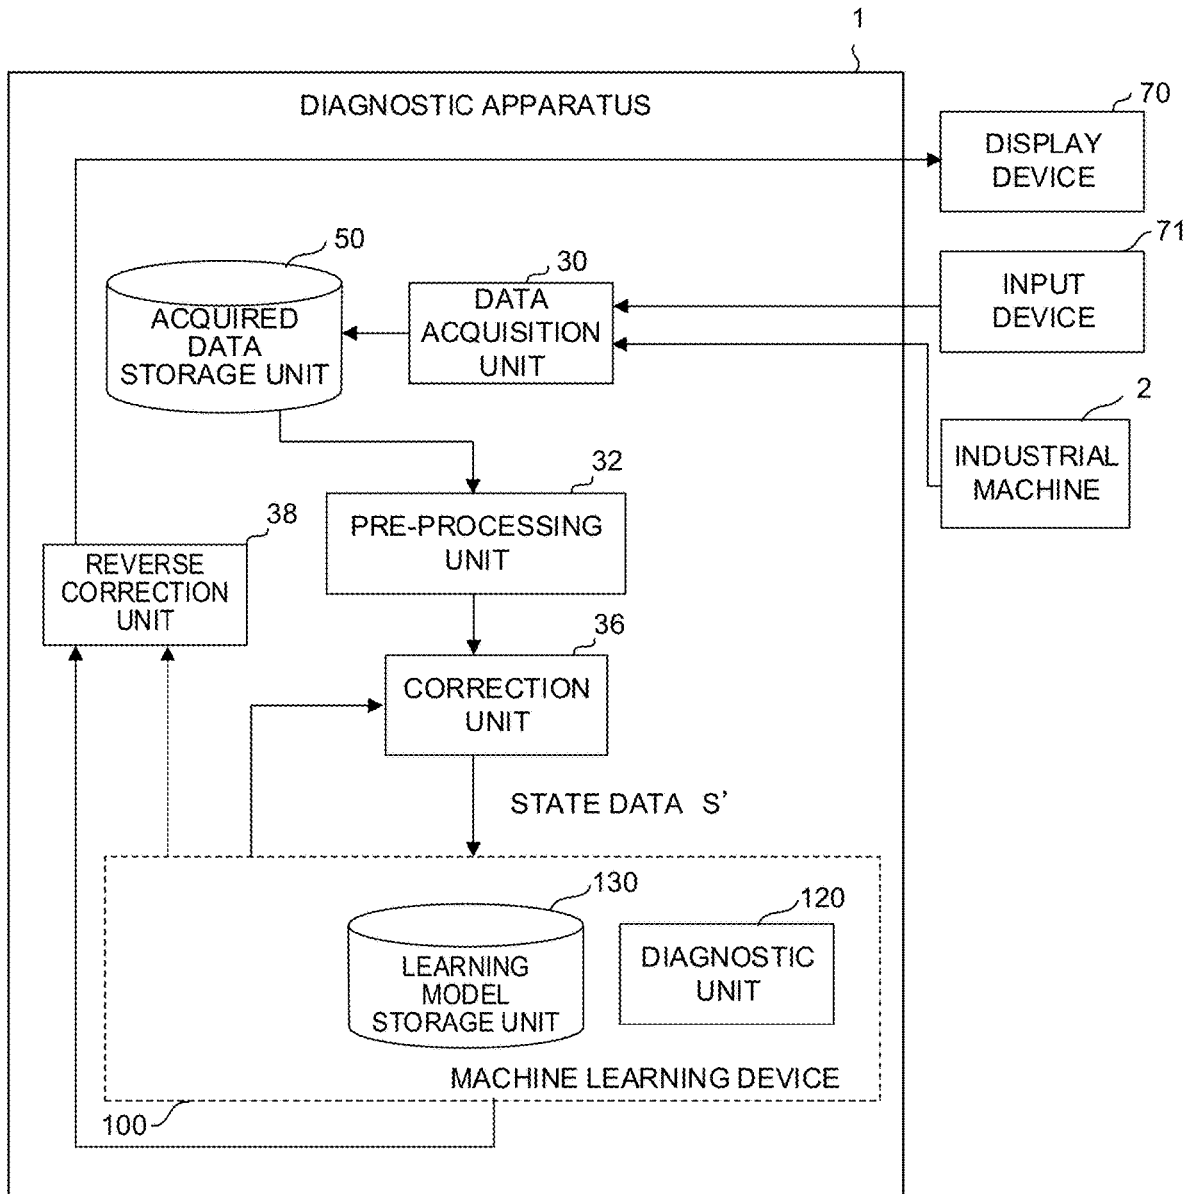 1
DIAGNOSTIC APPARATUS
70
DISPLAY
DEVICE
71
INPUT
DEVICE
50
ACQUIRED
DATA
STORAGE UNIT
30
DATA
ACQUISITION
UNIT
2
INDUSTRIAL
MACHINE
32
PRE-PROCESSING
UNIT
38
REVERSE
CORRECTION
UNIT
36
CORRECTION
UNIT
STATE DATA S’
130
LEARNING
MODEL
STORAGE UNIT
120
DIAGNOSTIC
UNIT
MACHINE LEARNING DEVICE
100